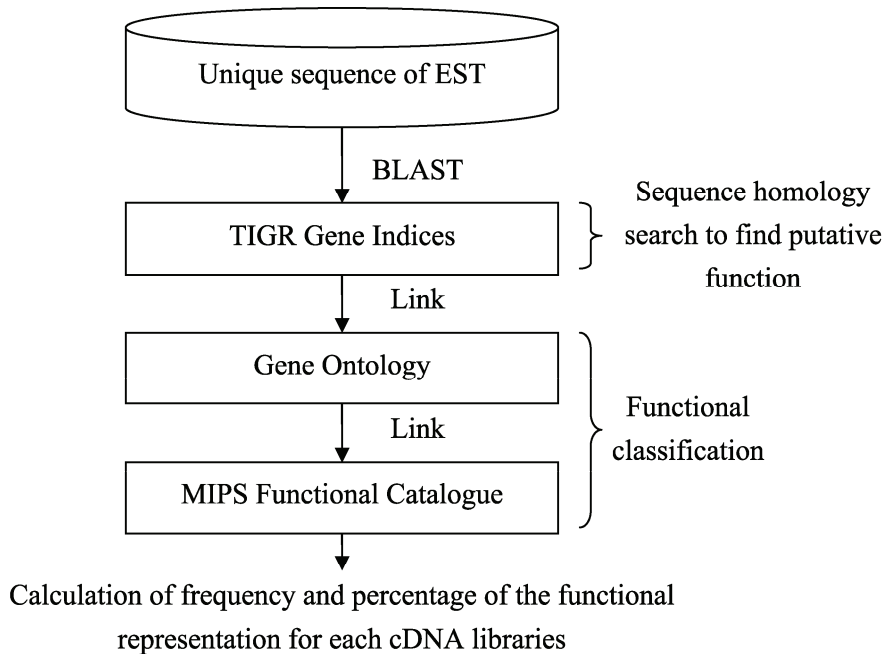 Unique sequence of EST
BLAST
TIGR Gene Indices
Sequence homology
search to find putative
function
Link
Gene Ontology
Link
MIPS Functional Catalogue
Functional
classification
Calculation of frequency and percentage of the functional
representation for each cDNA libraries